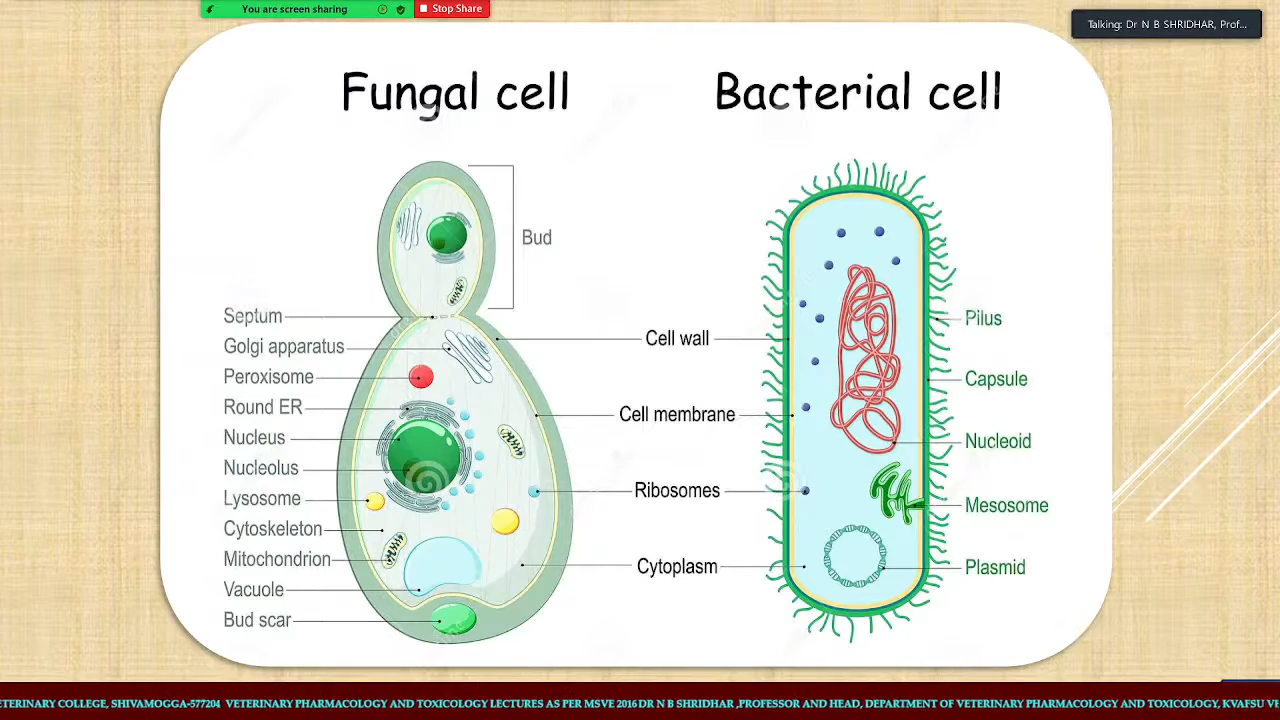 You are screen sharing
Stop Share
Talking: Dr N B SHRIDHAR, Prof...
Fungal cell
Bacterial cell
Bud
Septum
Golgi apparatus
Peroxisome
Round ER
Nucleus
Nucleolus
Lysosome
Cytoskeleton
Mitochondrion
Vacuole
Bud scar
Cell wall
Cell membrane
Ribosomes
Cytoplasm
Pilus
Capsule
Nucleoid
Mesosome
Plasmid
ETERINARY COLLEGE, SHIVAMOGGA-577204 VETERINARY PHARMACOLOGY AND TOXICOLOGY LECTURES AS PER MSVE 2016 DR N B SHRIDHAR ,PROFESSOR AND HEAD, DEPARTMENT OF VETERINARY PHARMACOLOGY AND TOXICOLOGY, KVAFSU VE